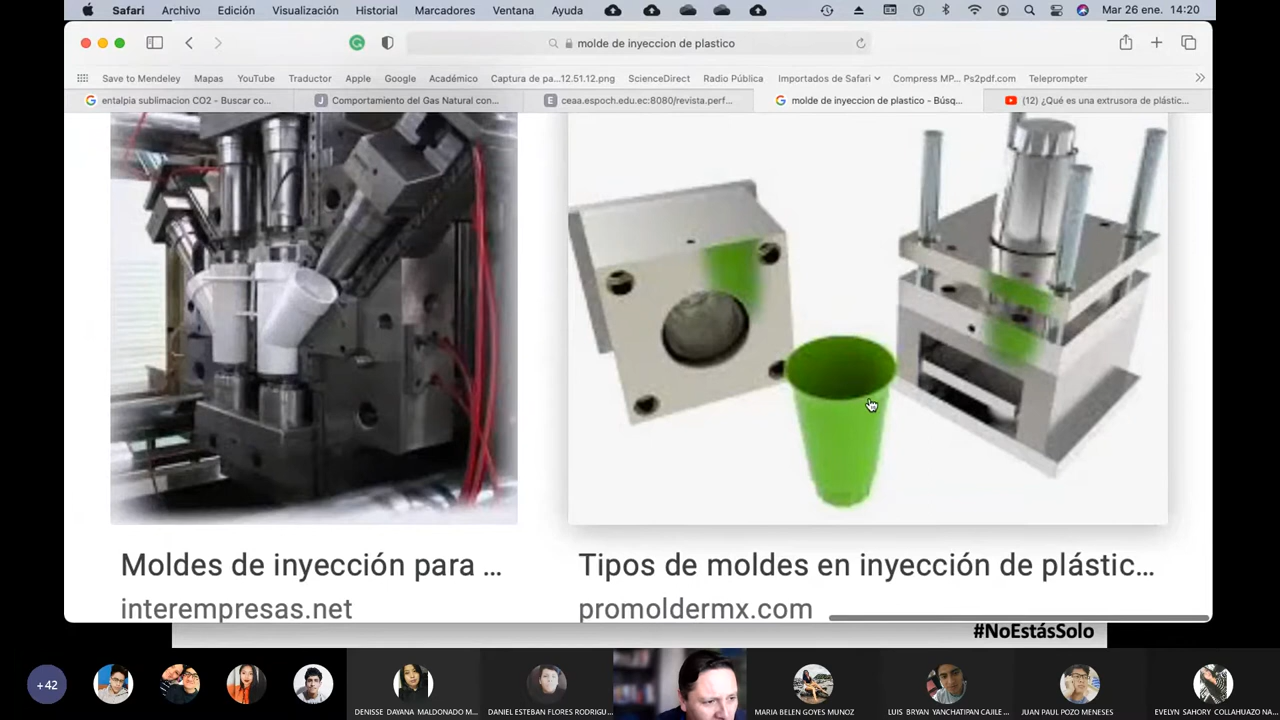 Safari Archivo Edición Visualización Historial Marcadores Ventana Ayuda Mar 26 ene. 14:20
molde de inyeccion de plastico
Save to Mendeley Mapas YouTube Traductor Apple Google Académico Captura de pa...12.51.12.png ScienceDirect Radio Pública Importados de Safari Compress MP... Ps2pdf.com Teleprompter
entalpia sublimacion CO2 - Buscar co... Comportamiento del Gas Natural con... ceaa.espoch.edu.ec:8080/revista.perf... molde de inyeccion de plastico - Búsq... (12) ¿Qué es una extrusora de plástic...
Moldes de inyección para ... Tipos de moldes en inyección de plástic...
interempresas.net promoldermx.com
#NoEstásSolo
+42
DENISSE DAYANA MALDONADO M... DANIEL ESTEBAN FLORES RODRIGU... MARIA BELEN GOYES MUNOZ LUIS BRYAN YANCHATIPAN CAJILE... JUAN PAUL POZO MENESES EVELYN SAHORY COLLAHUAZO NA...